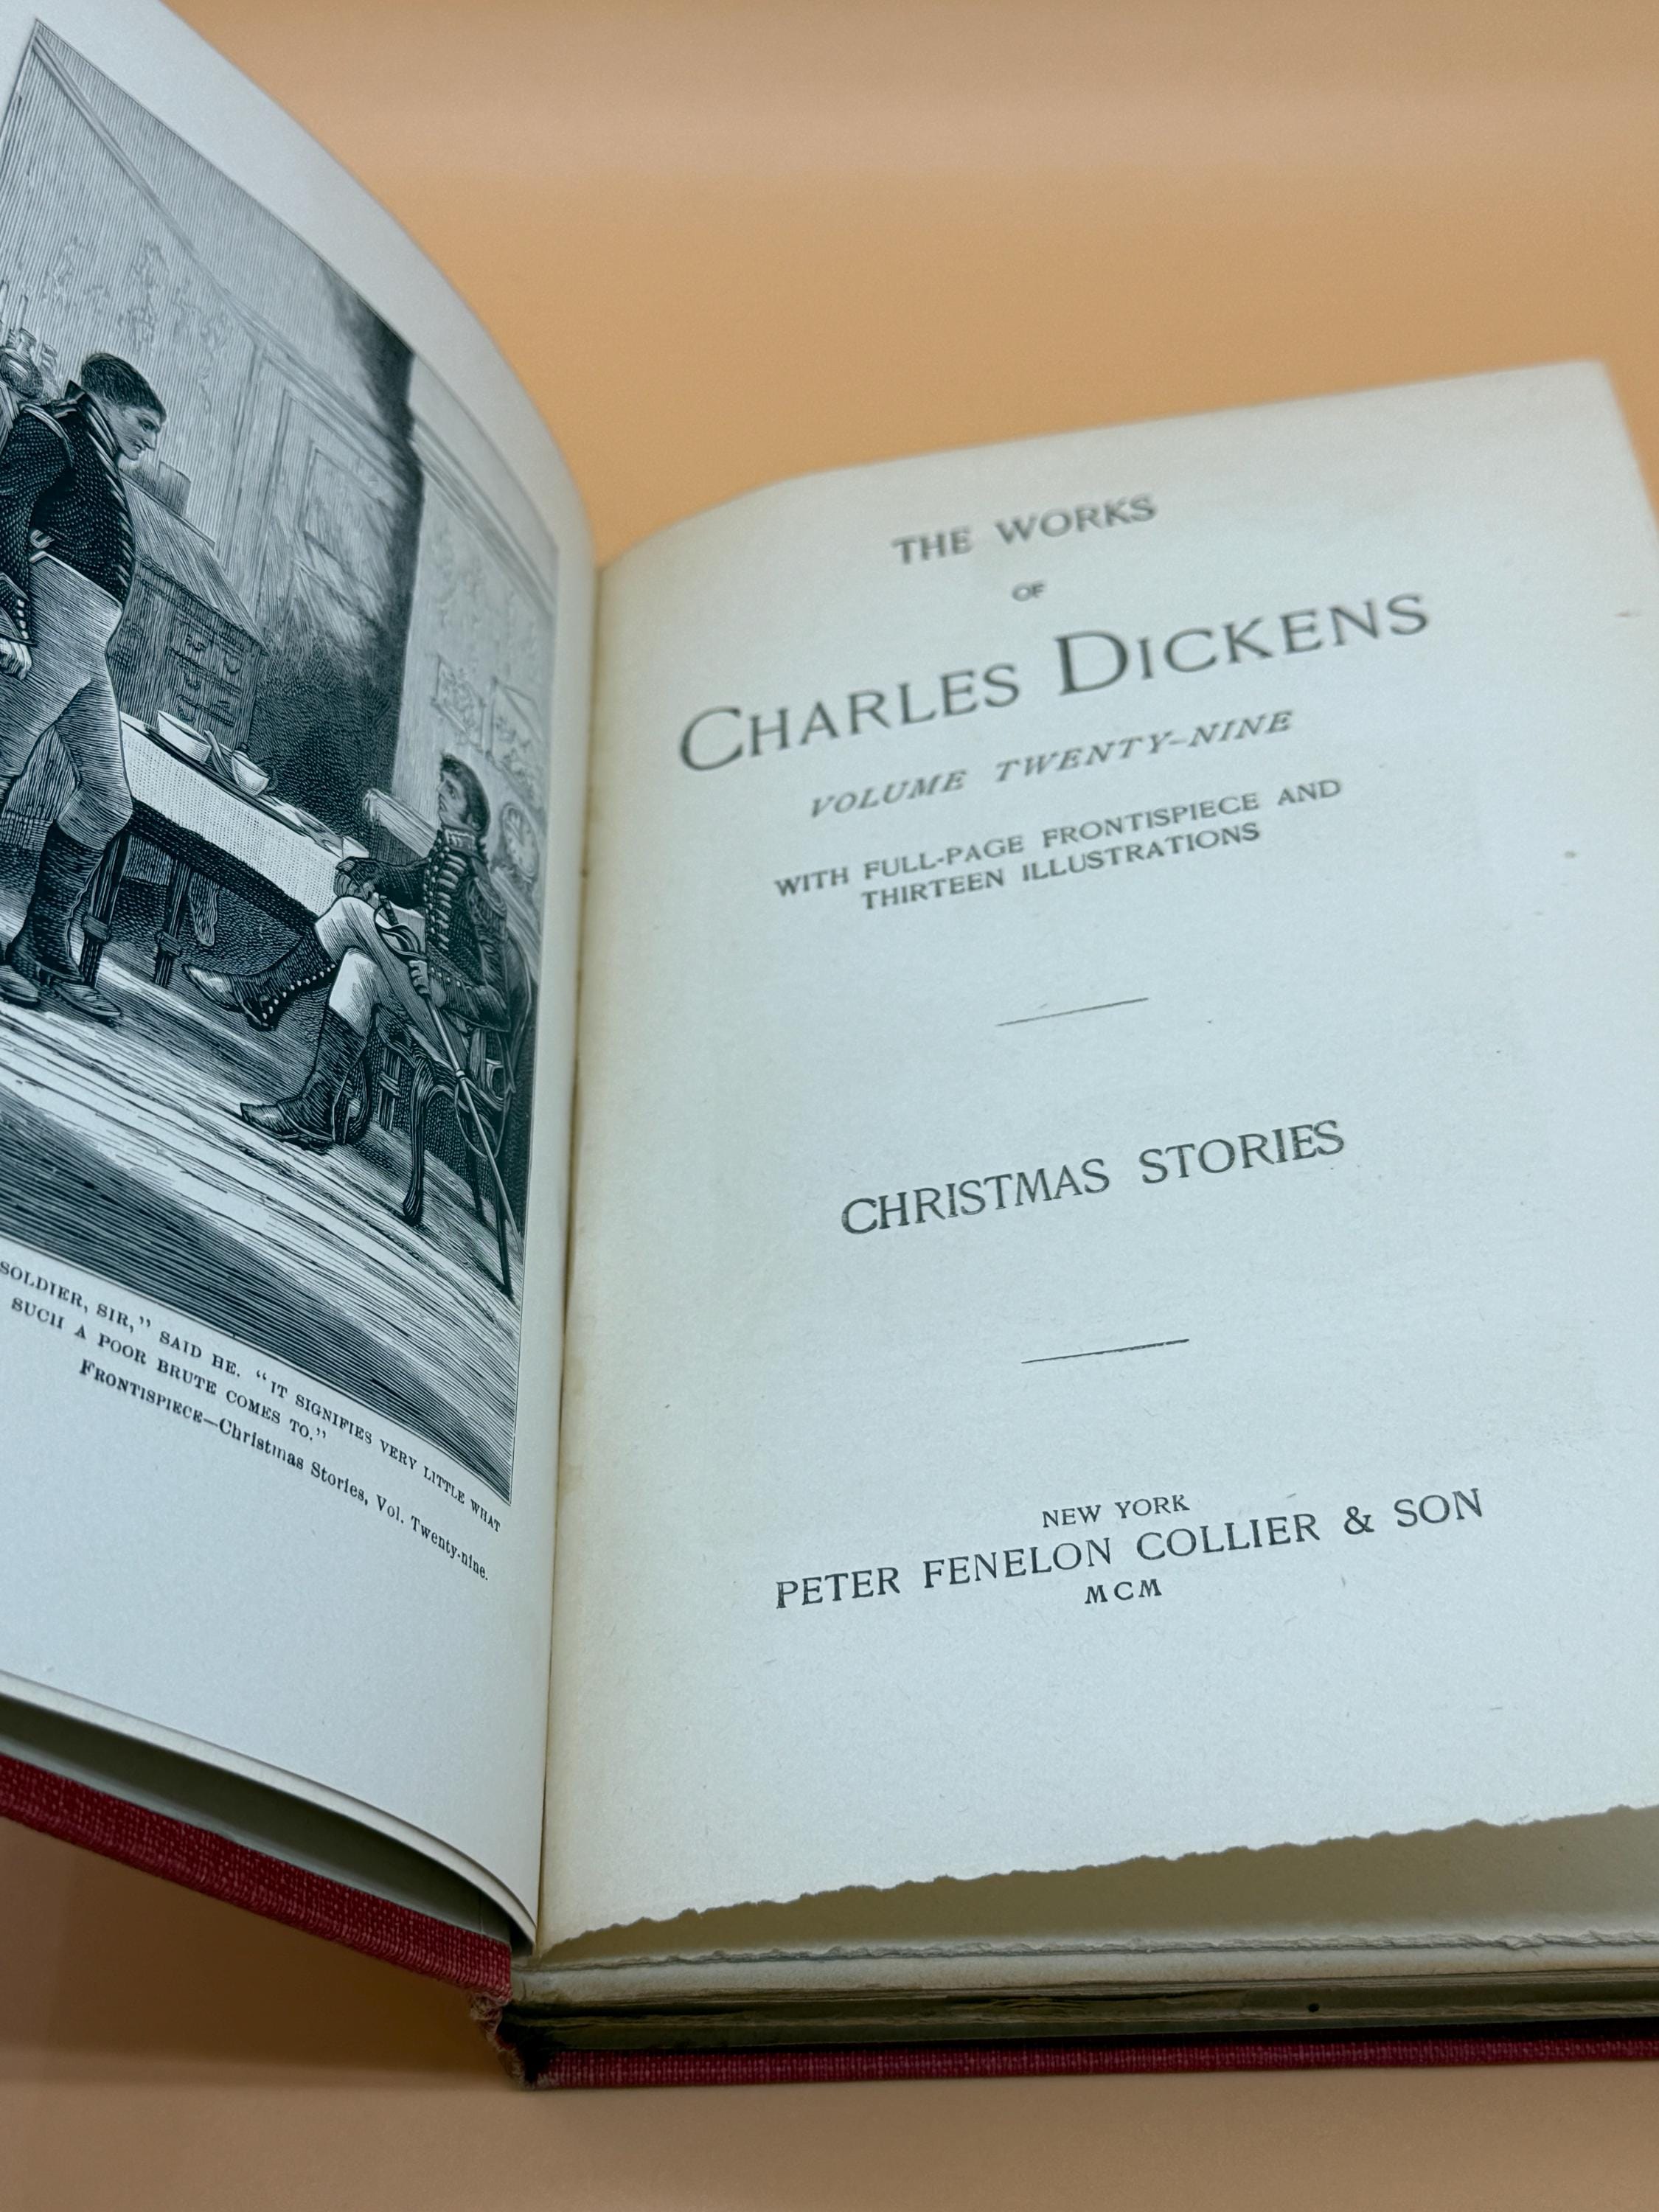 SOLDIER, SIR," SAID HE. "IT SIGNIFIES VERY LITTLE WHAT
SUCH A POOR BRUTE COMES TO."
FRONTISPIECE—Christmas Stories, Vol. Twenty-nine.
THE WORKS
OF
CHARLES DICKENS
VOLUME TWENTY-NINE
WITH FULL-PAGE FRONTISPIECE AND
THIRTEEN ILLUSTRATIONS
CHRISTMAS STORIES
NEW YORK
PETER FENELON COLLIER & SON
MCM